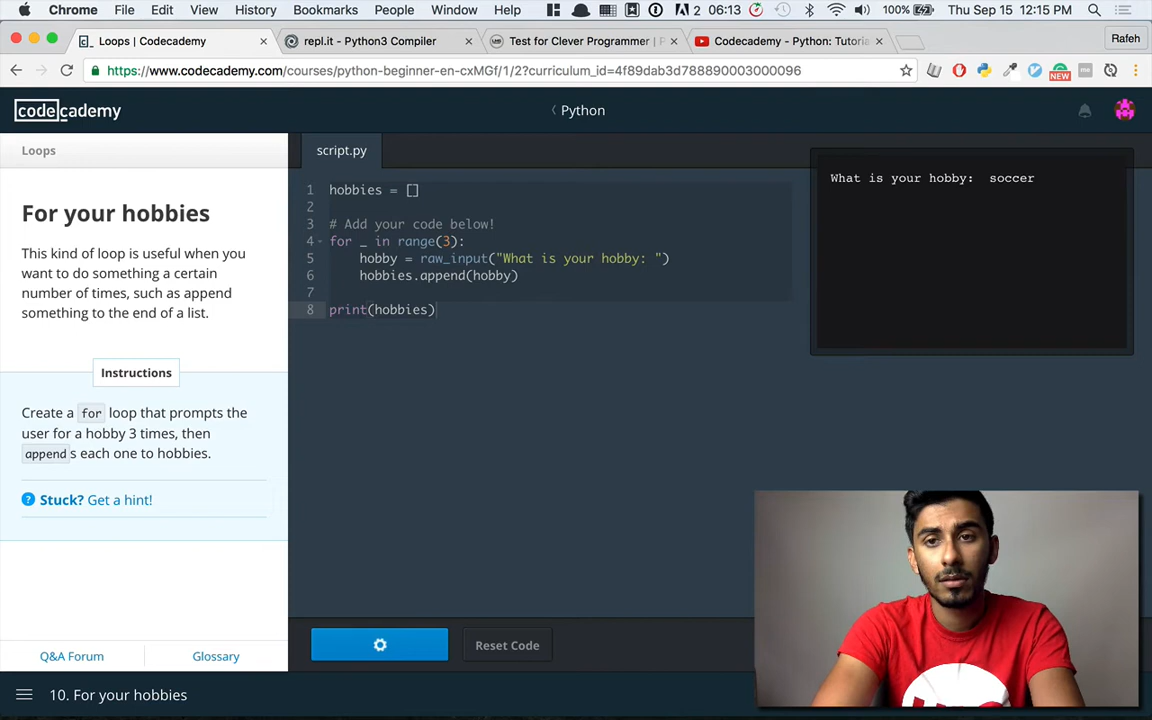 Chrome File Edit View History Bookmarks People Window Help 2 06:13 100% Thu Sep 15 12:15 PM
Loops | Codecademy
repl.it - Python3 Compiler
Test for Clever Programmer | P
Codecademy - Python: Tutoria
Rafeh
https://www.codecademy.com/courses/python-beginner-en-cxMGf/1/2?curriculum_id=4f89dab3d788890003000096
NEW
codecademy
Python
Loops
script.py
For your hobbies
This kind of loop is useful when you
want to do something a certain
number of times, such as append
something to the end of a list.
Instructions
Create a for loop that prompts the
user for a hobby 3 times, then
append s each one to hobbies.
? Stuck? Get a hint!
Q&A Forum
Glossary
1 hobbies = []
2
3 # Add your code below!
4 for _ in range(3):
5 hobby = raw_input("What is your hobby: ")
6 hobbies.append(hobby)
7
8 print(hobbies)
What is your hobby: soccer
Reset Code
10. For your hobbies